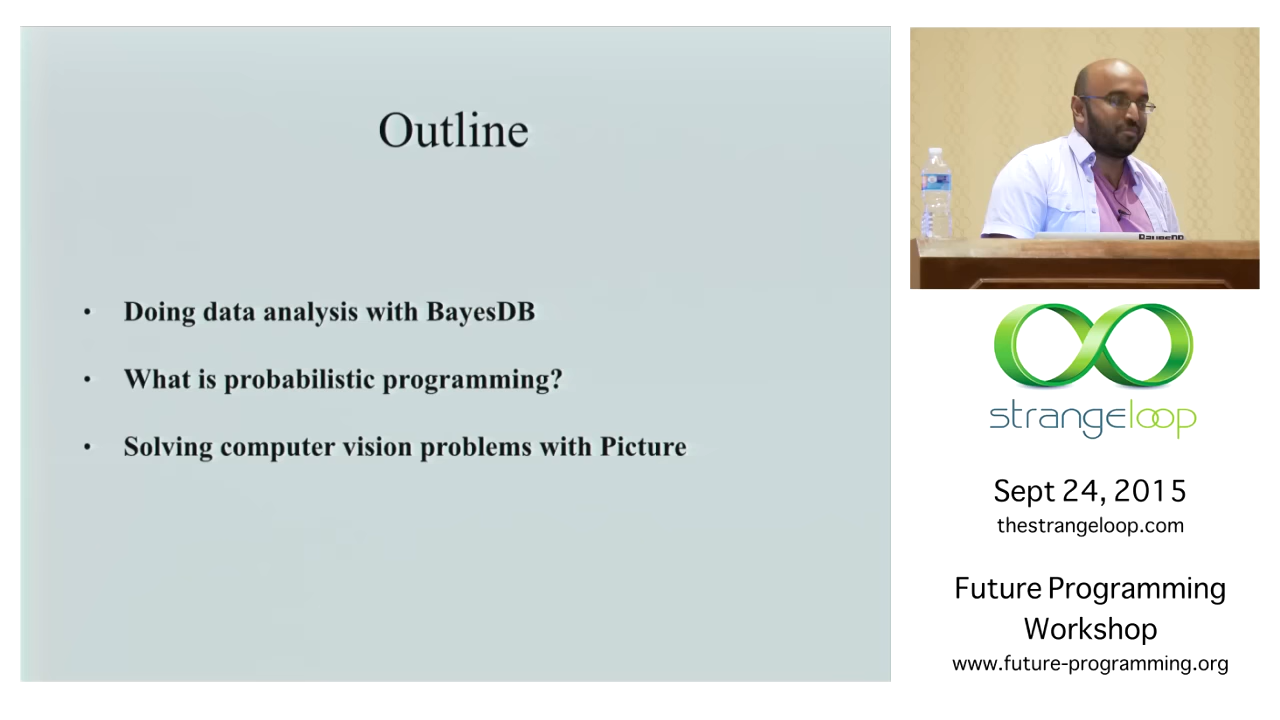 Outline
• Doing data analysis with BayesDB
• What is probabilistic programming?
• Solving computer vision problems with Picture
BayesDB
strangeloop
Sept 24, 2015
thestrangeloop.com
Future Programming
Workshop
www.future-programming.org